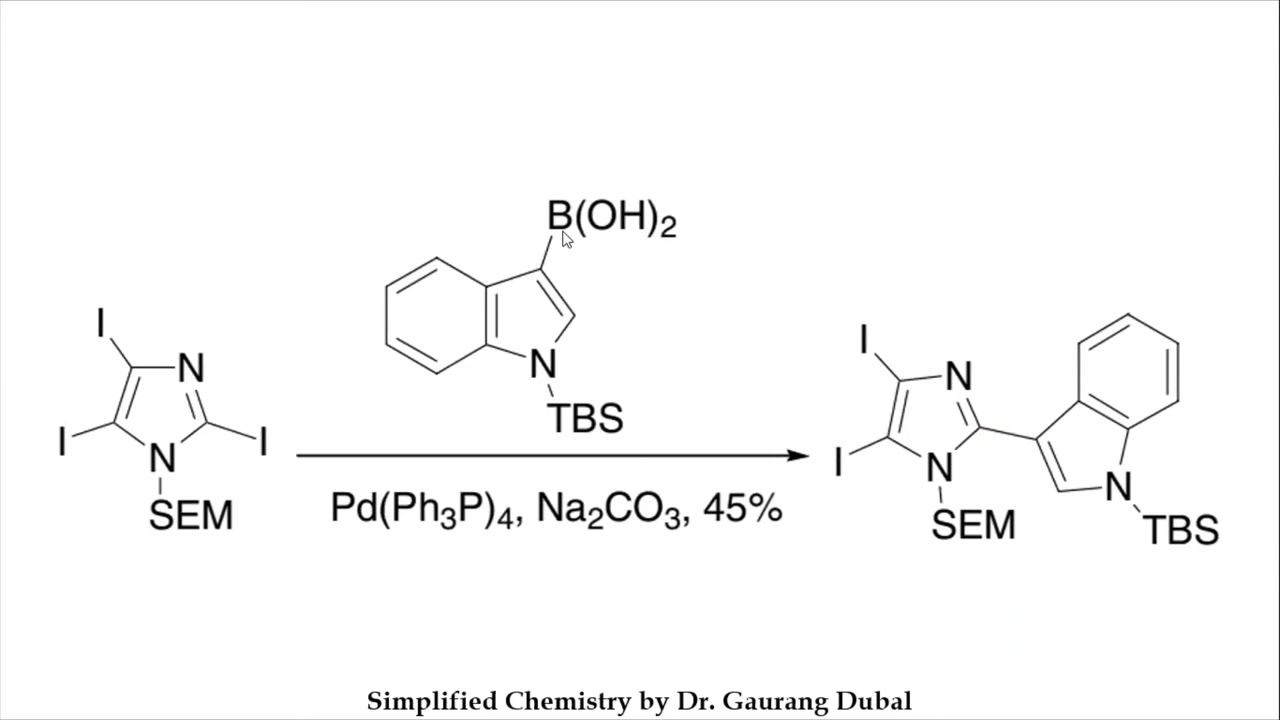 B(OH)₂
N
TBS
I
N
I
I
N
SEM
Pd(Ph₃P)₄, Na₂CO₃, 45%
I
N
I
N
SEM
N
TBS
Simplified Chemistry by Dr. Gaurang Dubal